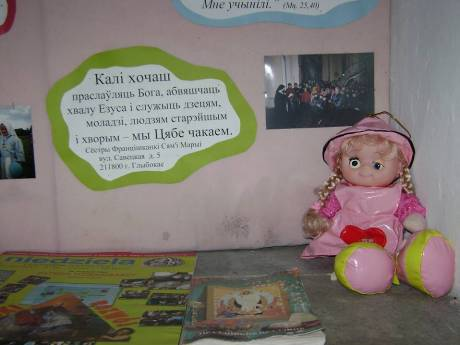 Мне учынілі." (Мц. 25,40)
Калі хочаш
праслаўляць Бога, абвяшчаць
хвалу Езуса і служыць дзецям,
моладзі, людзям старэйшым
і хворым – мы Цябе чакаем.
Сёстры Францішканкі Сям'і Марыі
вул. Савецкая д. 5
211800 г. Глыбокае
niedziela